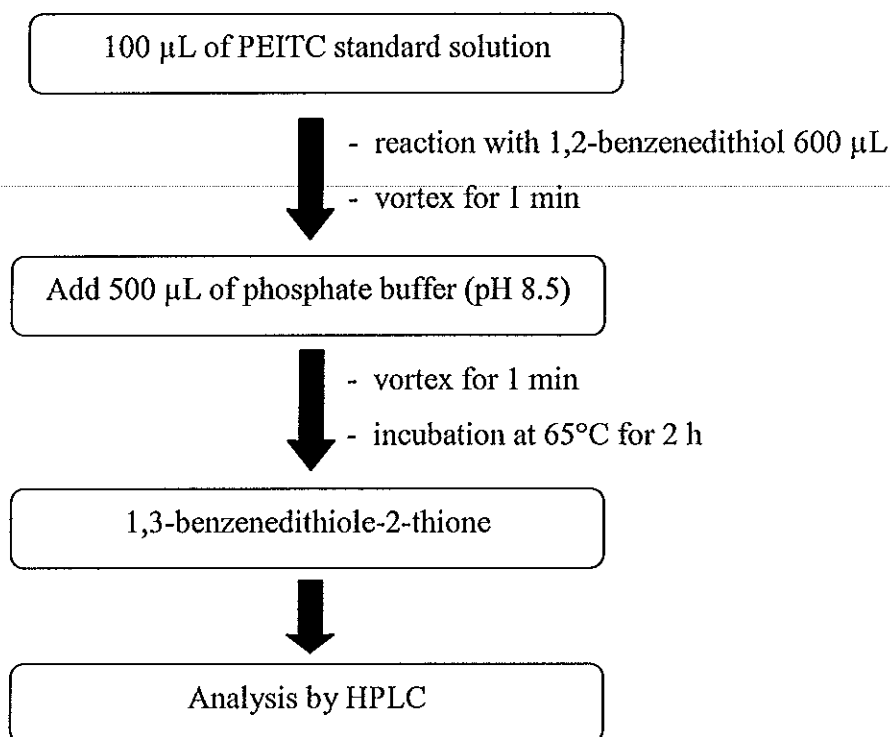 100 µL of PEITC standard solution
- reaction with 1,2-benzenedithiol 600 µL
- vortex for 1 min
Add 500 µL of phosphate buffer (pH 8.5)
- vortex for 1 min
- incubation at 65°C for 2 h
1,3-benzenedithiole-2-thione
Analysis by HPLC